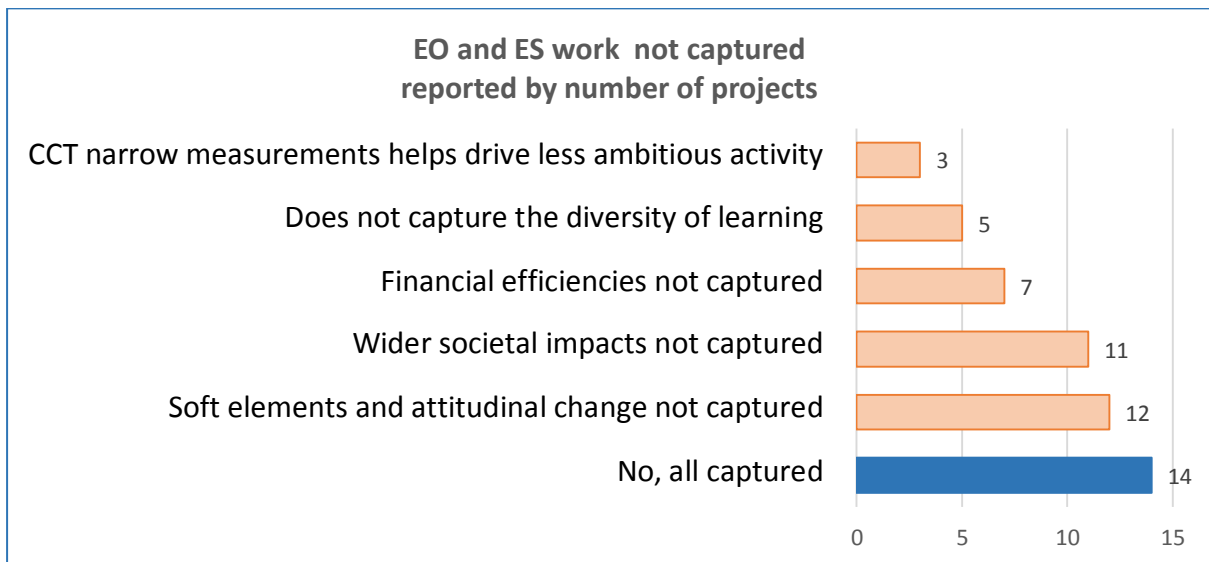 EO and ES work not captured
reported by number of projects
CCT narrow measurements helps drive less ambitious activity
3
Does not capture the diversity of learning
5
Financial efficiencies not captured
7
Wider societal impacts not captured
11
Soft elements and attitudinal change not captured
12
No, all captured
14
0 5 10 15